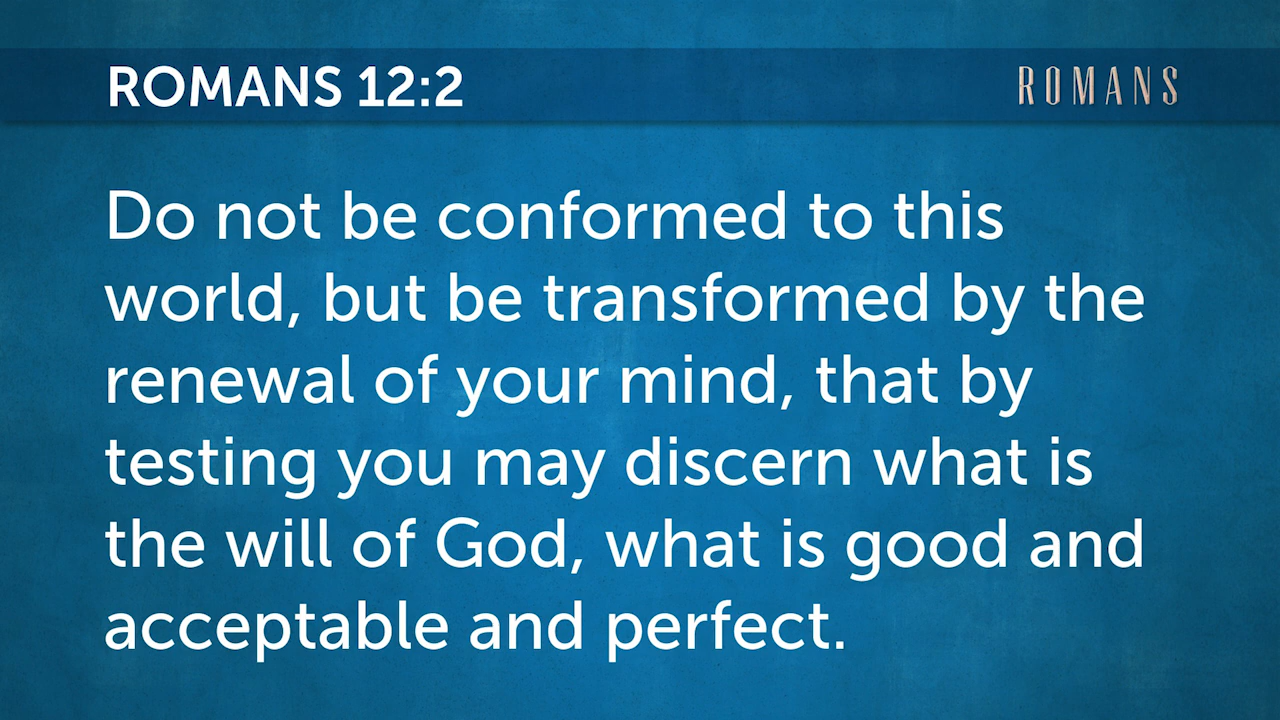 ROMANS 12:2
ROMANS
Do not be conformed to this
world, but be transformed by the
renewal of your mind, that by
testing you may discern what is
the will of God, what is good and
acceptable and perfect.